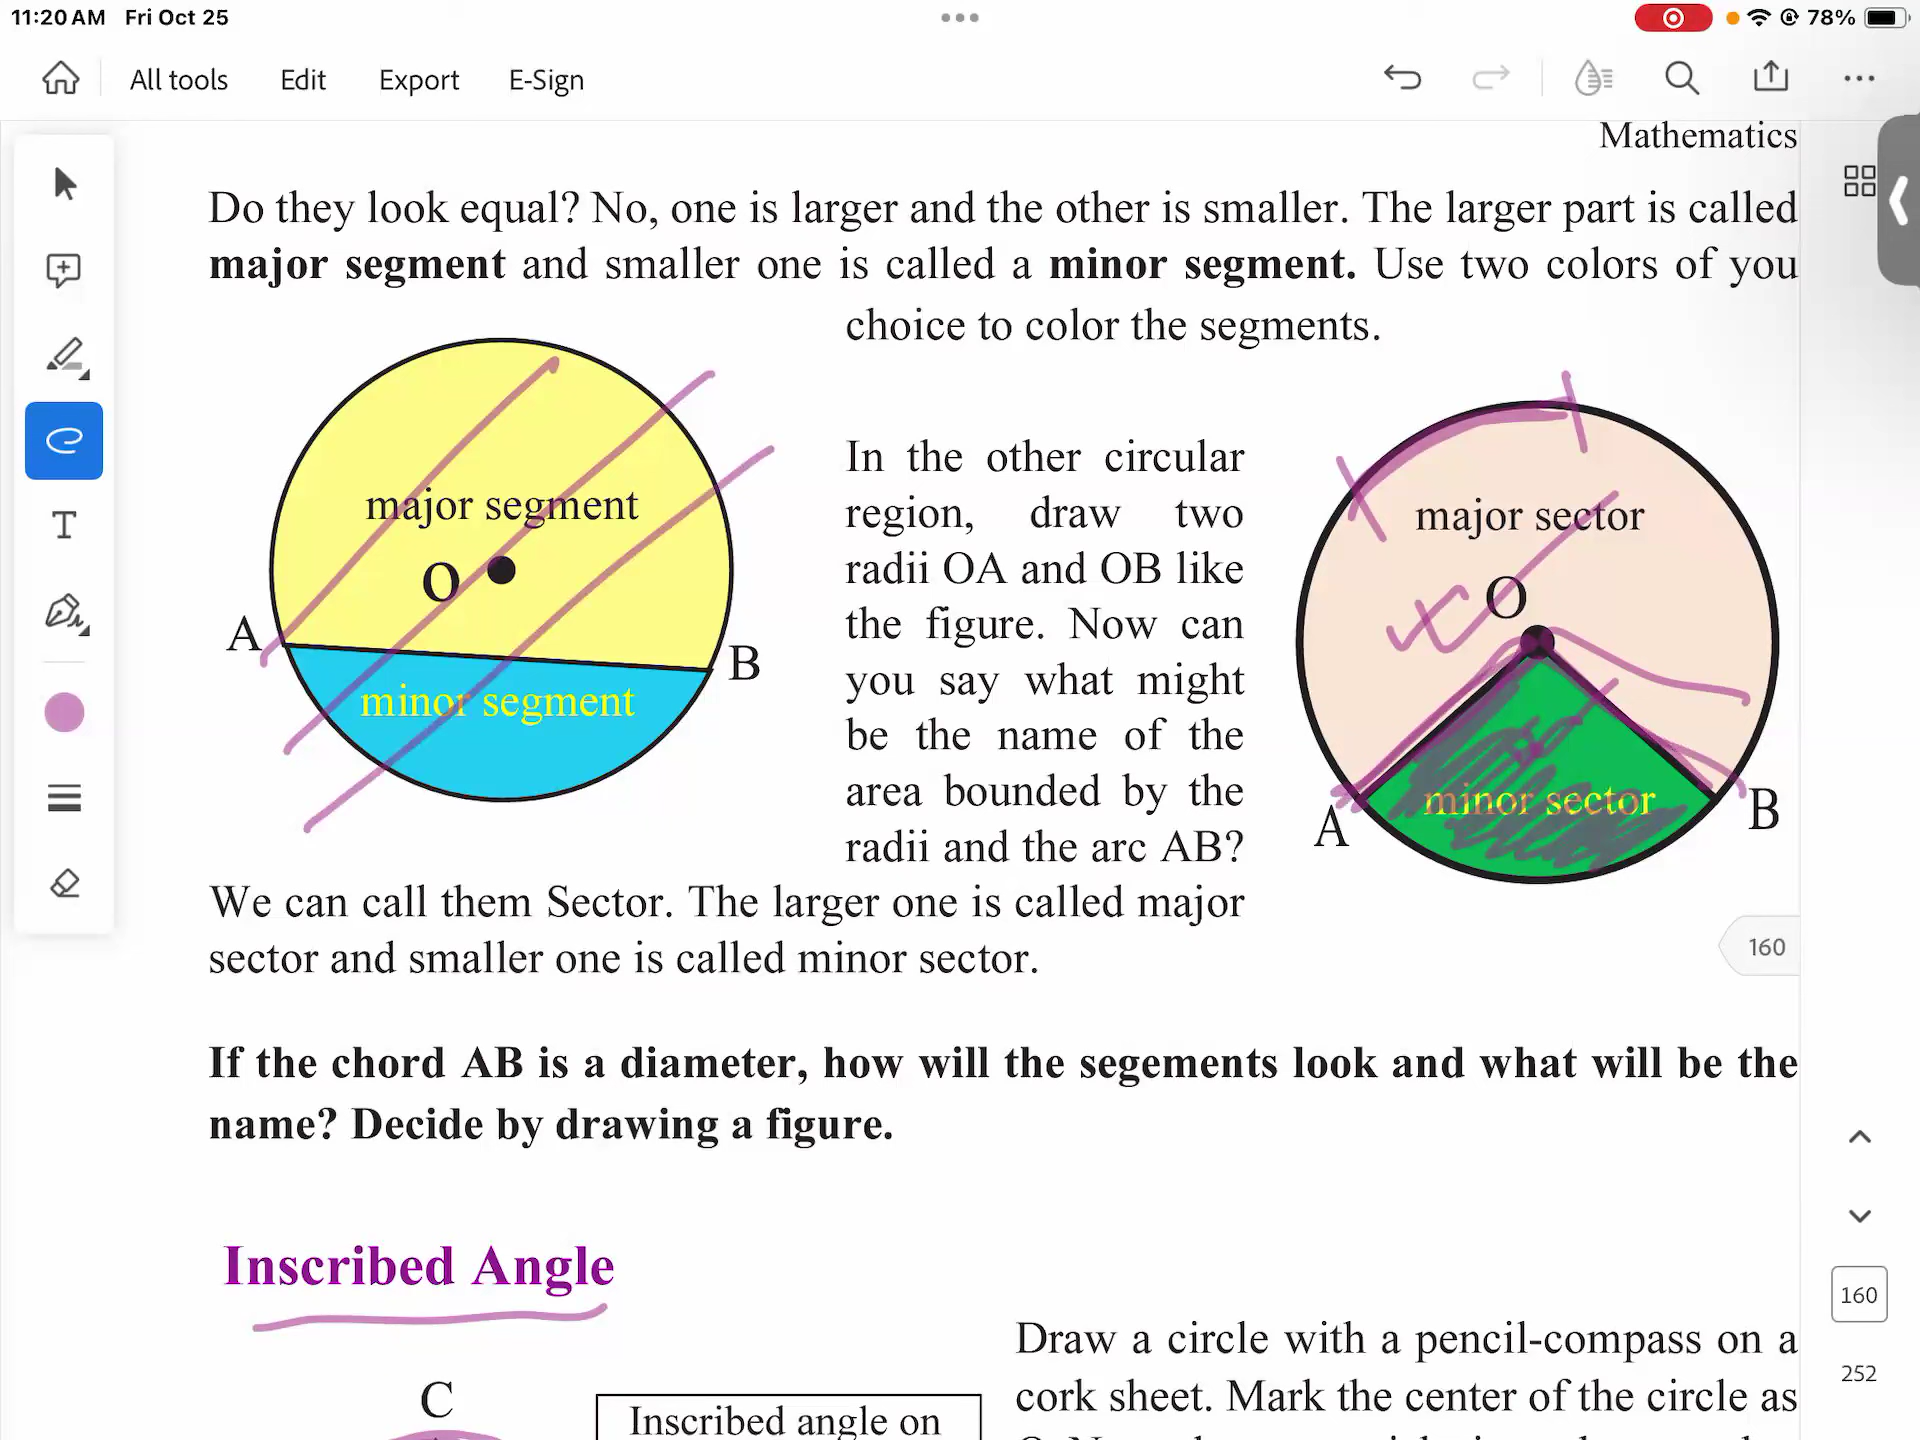 11:20 AM Fri Oct 25
78%
All tools Edit Export E-Sign
Mathematics
Do they look equal? No, one is larger and the other is smaller. The larger part is called
major segment and smaller one is called a minor segment. Use two colors of you
choice to color the segments.
major segment
O
A
B
minor segment
In the other circular
region, draw two
radii OA and OB like
the figure. Now can
you say what might
be the name of the
area bounded by the
radii and the arc AB?
major sector
O
minor sector
A
B
We can call them Sector. The larger one is called major
sector and smaller one is called minor sector.
160
If the chord AB is a diameter, how will the segements look and what will be the
name? Decide by drawing a figure.
Inscribed Angle
C
Inscribed angle on
Draw a circle with a pencil-compass on a
cork sheet. Mark the center of the circle as
160
252